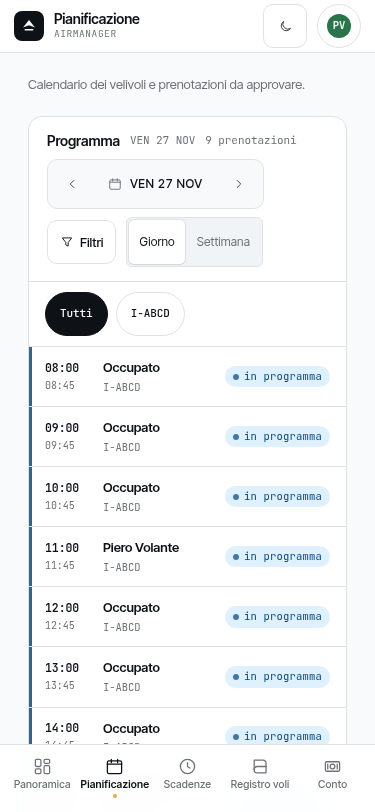 Pianificazione
AIRMANAGER
PV
Calendario dei velivoli e prenotazioni da approvare.
Programma VEN 27 NOV 9 prenotazioni
VEN 27 NOV
Filtri Giorno Settimana
Tutti I-ABCD
08:00 Occupato
08:45 I-ABCD
in programma
09:00 Occupato
09:45 I-ABCD
in programma
10:00 Occupato
10:45 I-ABCD
in programma
11:00 Piero Volante
11:45 I-ABCD
in programma
12:00 Occupato
12:45 I-ABCD
in programma
13:00 Occupato
13:45 I-ABCD
in programma
14:00 Occupato
I-ABCD
in programma
Panoramica Pianificazione Scadenze Registro voli Conto